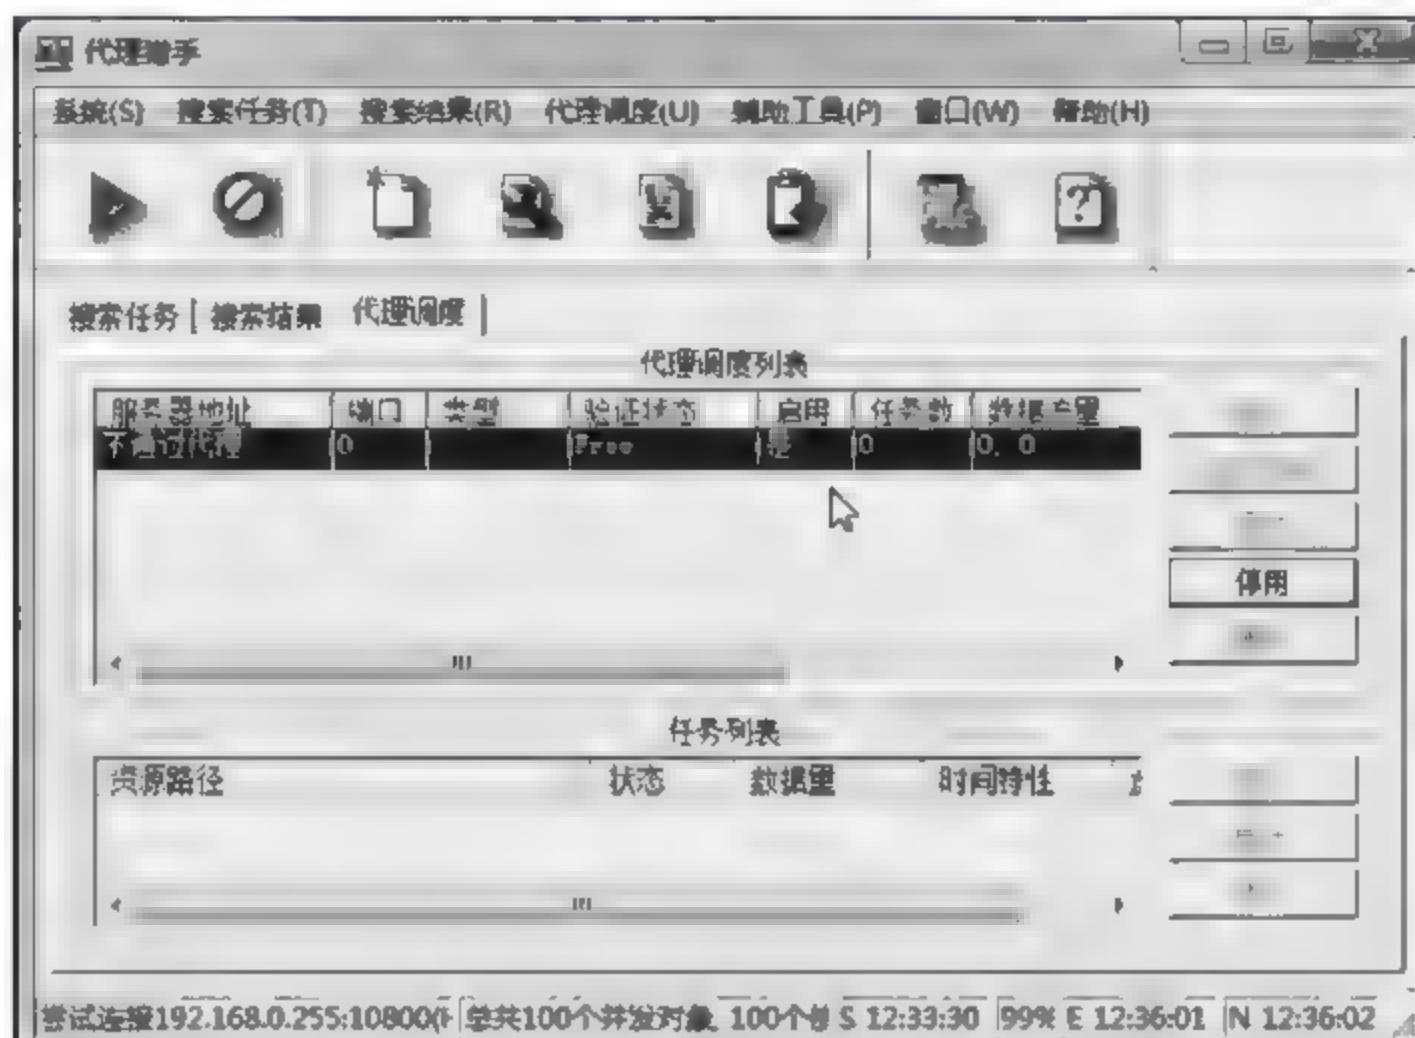 代理猎手
系统(S) 搜索任务(T) 搜索结果(R) 代理调度(U) 辅助工具(P) 窗口(W) 帮助(H)
搜索任务 搜索结果 代理调度
代理调度列表
服务器地址 端口 类型 验证状态 启用 任务数 数据流量
不通过代理 0 Free 是 0 0. 0
停用
任务列表
资源路径 状态 数据量 时间特性
尝试连接192.168.0.255:10800(H 总共100个并发对象, 100个 S 12:33:30 99% E 12:36:01 N 12:36:02